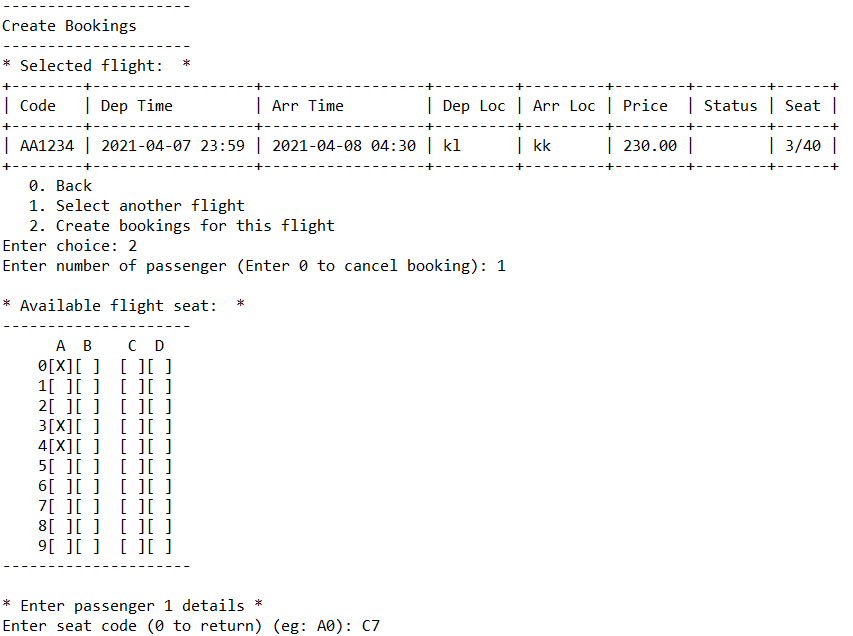 ---------------------
Create Bookings
---------------------
* Selected flight:  *
+--------+------------------+------------------+---------+---------+--------+--------+------+
| Code   | Dep Time         | Arr Time         | Dep Loc | Arr Loc | Price  | Status | Seat |
+--------+------------------+------------------+---------+---------+--------+--------+------+
| AA1234 | 2021-04-07 23:59 | 2021-04-08 04:30 | kl      | kk      | 230.00 |        | 3/40 |
+--------+------------------+------------------+---------+---------+--------+--------+------+
   0. Back
   1. Select another flight
   2. Create bookings for this flight
Enter choice: 2
Enter number of passenger (Enter 0 to cancel booking): 1

* Available flight seat:  *
---------------------
      A  B    C  D
    0[X][ ]  [ ][ ]
    1[ ][ ]  [ ][ ]
    2[ ][ ]  [ ][ ]
    3[X][ ]  [ ][ ]
    4[X][ ]  [ ][ ]
    5[ ][ ]  [ ][ ]
    6[ ][ ]  [ ][ ]
    7[ ][ ]  [ ][ ]
    8[ ][ ]  [ ][ ]
    9[ ][ ]  [ ][ ]
---------------------

* Enter passenger 1 details *
Enter seat code (0 to return) (eg: A0): C7